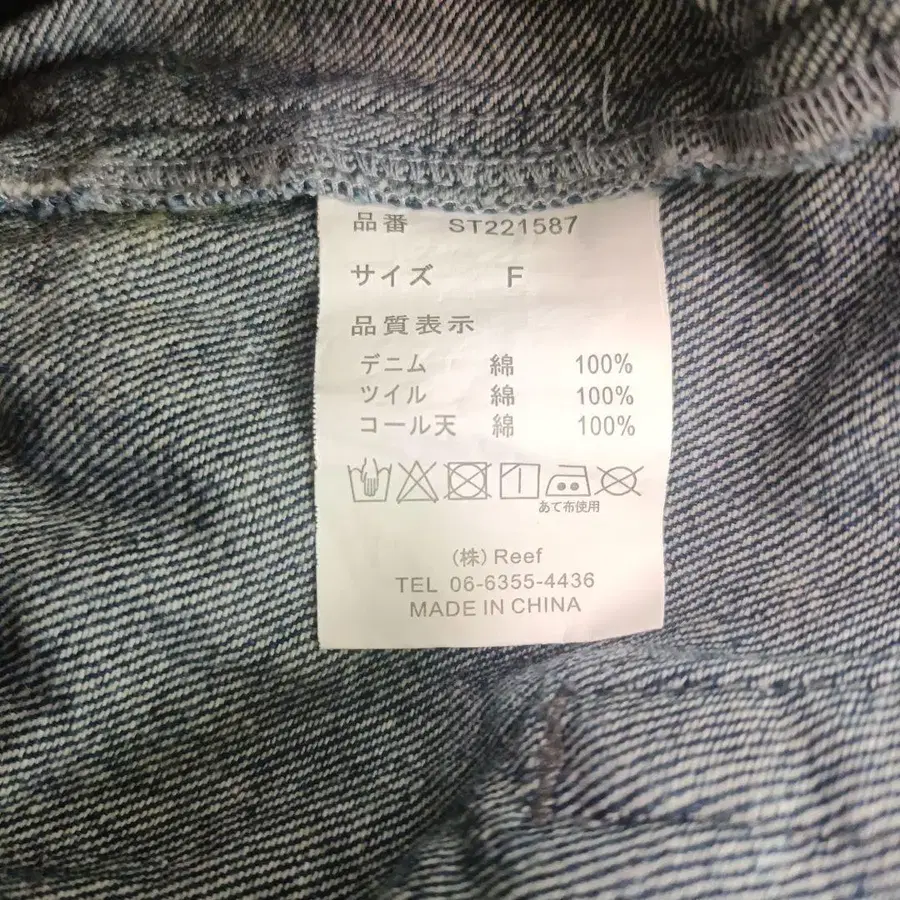 品番 ST221587
サイズ F
品質表示
デニム 綿 100%
ツイル 綿 100%
コール天 綿 100%
あて布使用
(株) Reef
TEL 06-6355-4436
MADE IN CHINA